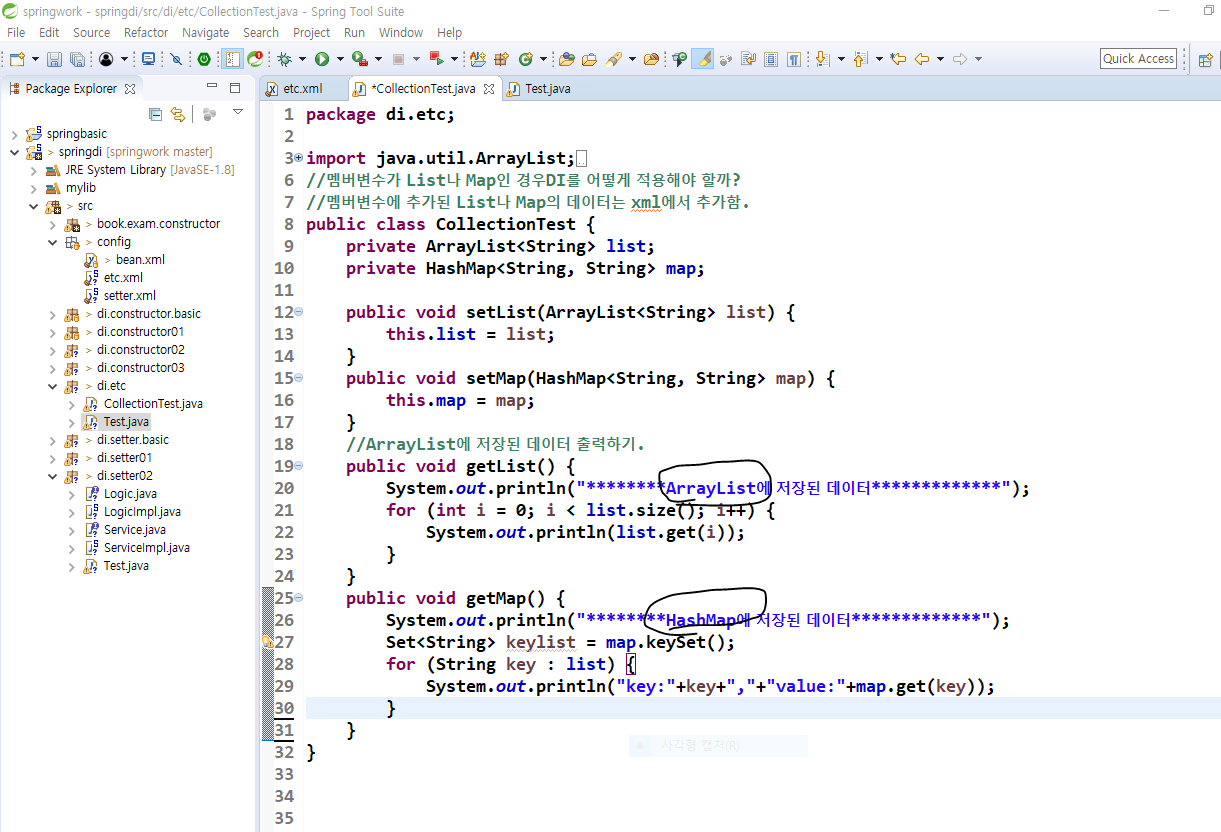 springwork - springdi/src/di/etc/CollectionTest.java - Spring Tool Suite
File Edit Source Refactor Navigate Search Project Run Window Help
Quick Access
Package Explorer
springbasic
> springdi [springwork master]
JRE System Library [JavaSE-1.8]
mylib
> src
> book.exam.constructor
> config
> bean.xml
etc.xml
setter.xml
> di.constructor.basic
> di.constructor01
> di.constructor02
> di.constructor03
> di.etc
CollectionTest.java
Test.java
> di.setter.basic
> di.setter01
> di.setter02
Logic.java
LogicImpl.java
Service.java
ServiceImpl.java
Test.java
etc.xml *CollectionTest.java Test.java
1 package di.etc;
2
3 import java.util.ArrayList;
6 //멤버변수가 List나 Map인 경우DI를 어떻게 적용해야 할까?
7 //멤버변수에 추가된 List나 Map의 데이터는 xml에서 추가함.
8 public class CollectionTest {
9 private ArrayList<String> list;
10 private HashMap<String, String> map;
11
12 public void setList(ArrayList<String> list) {
13 this.list = list;
14 }
15 public void setMap(HashMap<String, String> map) {
16 this.map = map;
17 }
18 //ArrayList에 저장된 데이터 출력하기.
19 public void getList() {
20 System.out.println("********ArrayList에 저장된 데이터*************");
21 for (int i = 0; i < list.size(); i++) {
22 System.out.println(list.get(i));
23 }
24 }
25 public void getMap() {
26 System.out.println("********HashMap에 저장된 데이터*************");
27 Set<String> keylist = map.keySet();
28 for (String key : list) {
29 System.out.println("key:"+key+","+"value:"+map.get(key));
30 }
31 }
32 }
33
34
35
사각형 캡처(R)